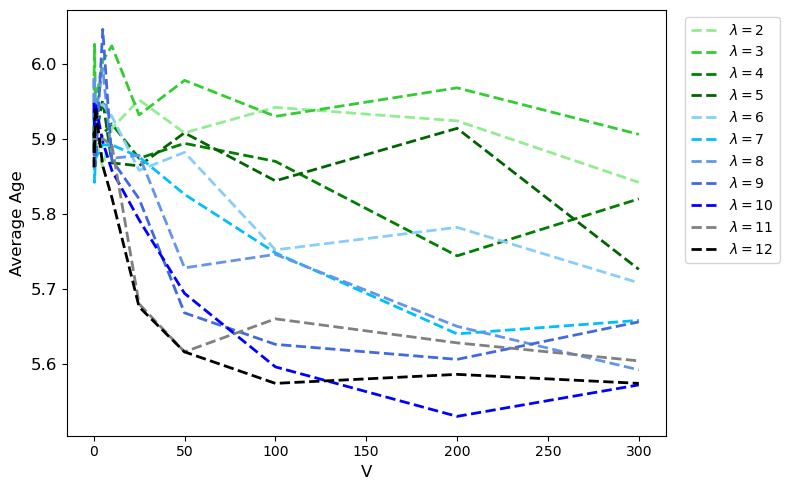 6.0
5.9
5.8
5.7
5.6
Average Age
0
50
100
150
200
250
300
V
λ = 2
λ = 3
λ = 4
λ = 5
λ = 6
λ = 7
λ = 8
λ = 9
λ = 10
λ = 11
λ = 12